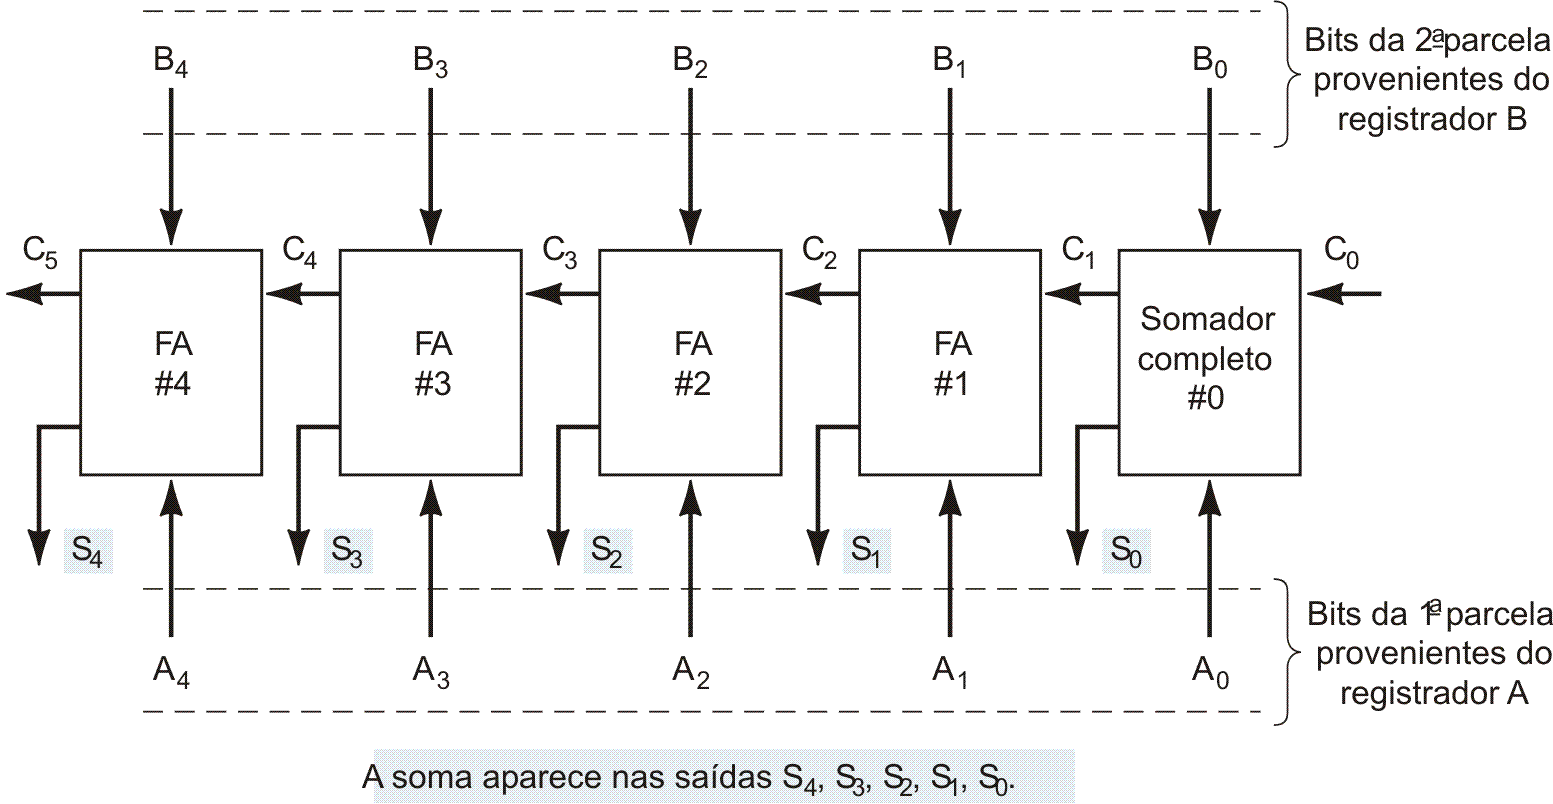 B4 B3 B2 B1 B0
Bits da 2ª parcela
provenientes do
registrador B
C5 C4 C3 C2 C1 C0
FA
#4
FA
#3
FA
#2
FA
#1
Somador
completo
#0
S4 S3 S2 S1 S0
A4 A3 A2 A1 A0
Bits da 1ª parcela
provenientes do
registrador A
A soma aparece nas saídas S4, S3, S2, S1, S0.